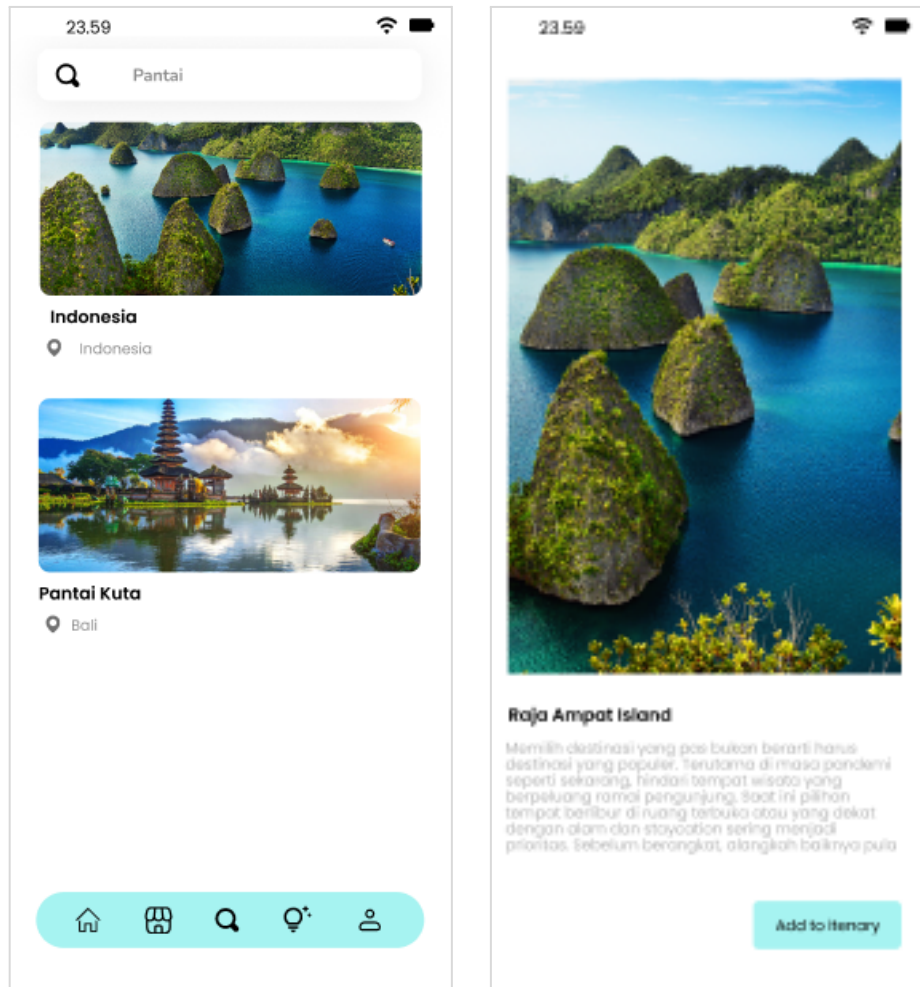 23.59
Pantai
Indonesia
Indonesia
Pantai Kuta
Bali
23.59
Raja Ampat Island
Memilih destinasi yang pas bukan berarti harus
destinasi yang populer. Terutama di masa pandemi
seperti sekarang, hindari tempat wisata yang
berpeluang ramai pengunjung. Saat ini pilihan
tempat berlibur di ruang terbuka atau yang dekat
dengan alam dan staycation sering menjadi
prioritas. Sebelum berangkat, alangkah baiknya pula
Add to itenary